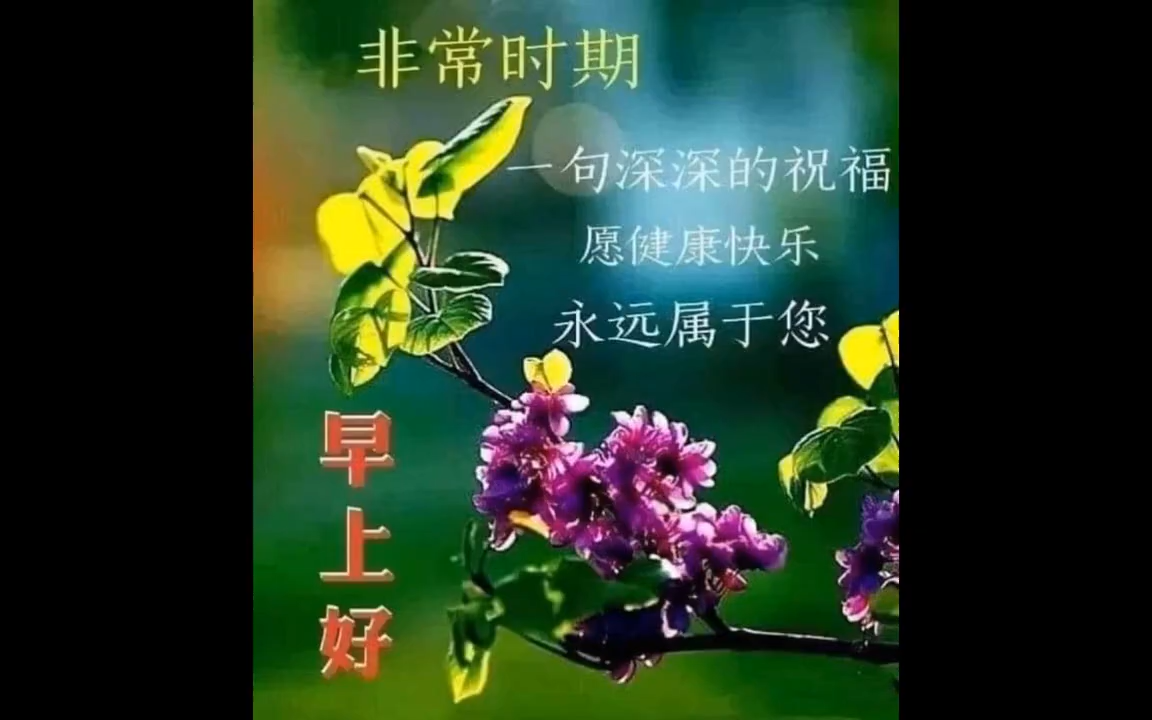 非常时期
一句深深的祝福
愿健康快乐
永远属于您
早上好